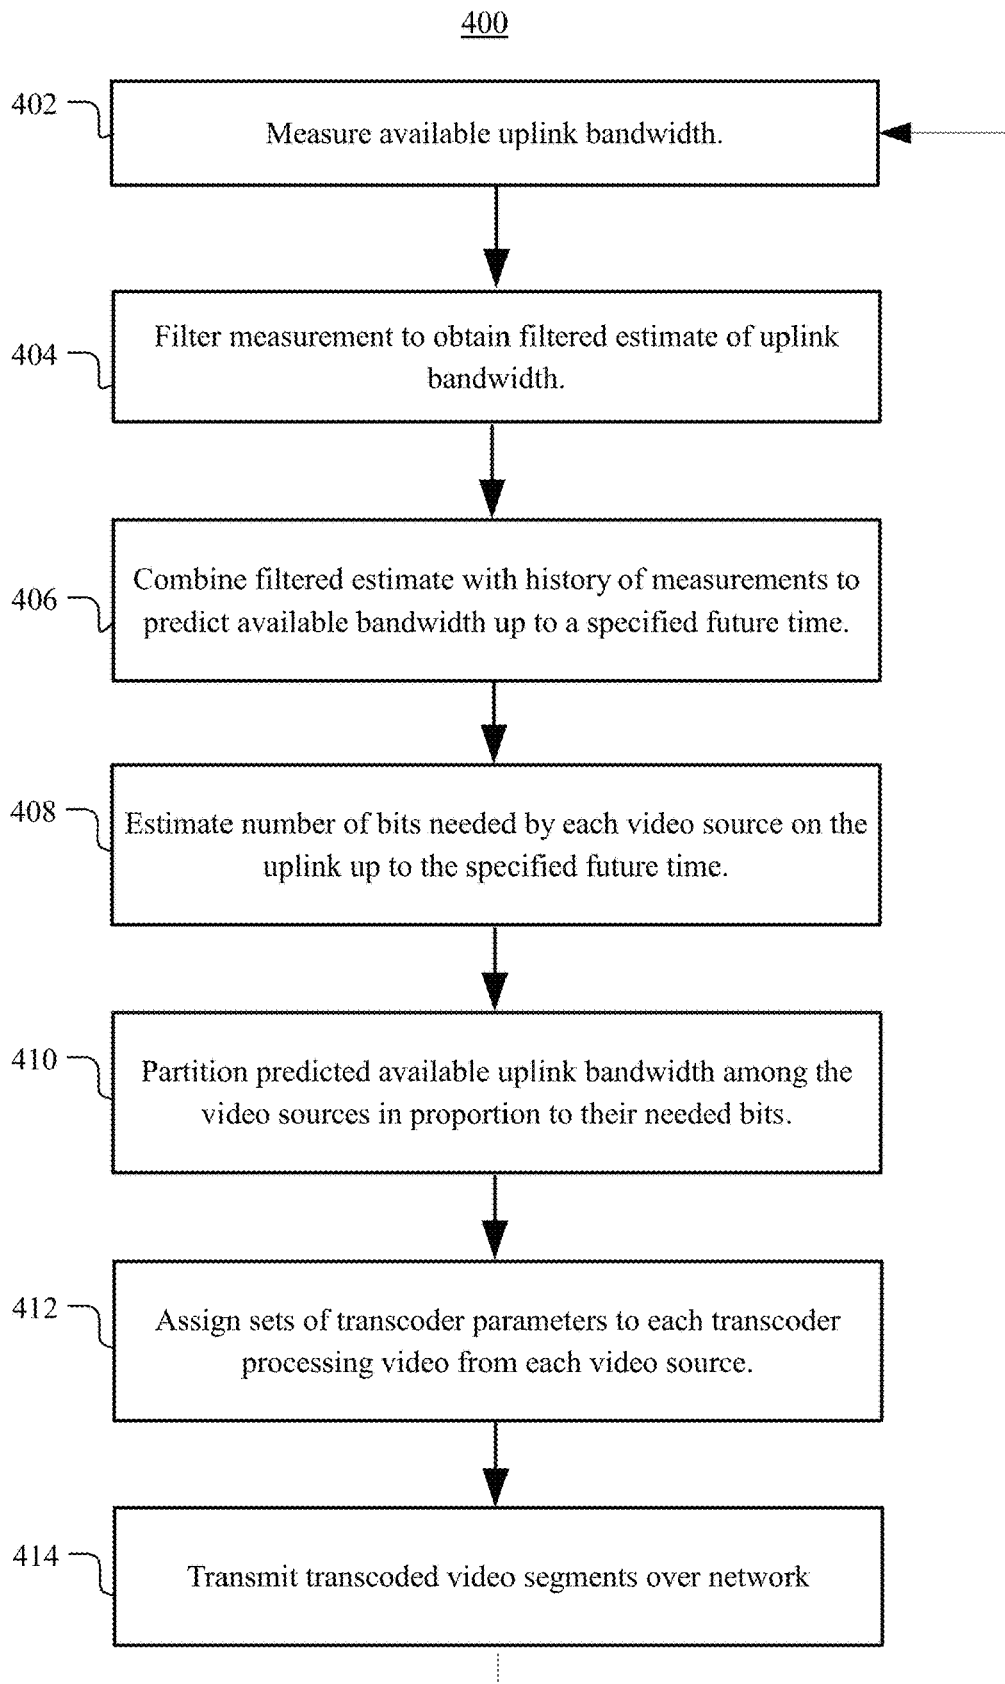 400
402
Measure available uplink bandwidth.
404
Filter measurement to obtain filtered estimate of uplink
bandwidth.
406
Combine filtered estimate with history of measurements to
predict available bandwidth up to a specified future time.
408
Estimate number of bits needed by each video source on the
uplink up to the specified future time.
410
Partition predicted available uplink bandwidth among the
video sources in proportion to their needed bits.
412
Assign sets of transcoder parameters to each transcoder
processing video from each video source.
414
Transmit transcoded video segments over network